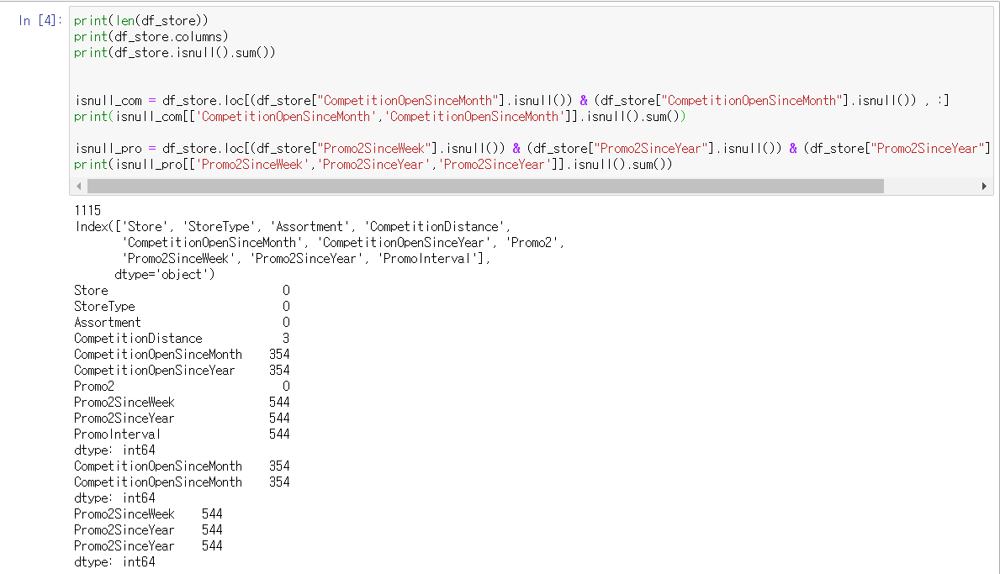 In [4]:
print(len(df_store))
print(df_store.columns)
print(df_store.isnull().sum())
isnull_com = df_store.loc[(df_store["CompetitionOpenSinceMonth"].isnull()) & (df_store["CompetitionOpenSinceMonth"].isnull()) , :]
print(isnull_com[['CompetitionOpenSinceMonth','CompetitionOpenSinceMonth']].isnull().sum())
isnull_pro = df_store.loc[(df_store["Promo2SinceWeek"].isnull()) & (df_store["Promo2SinceYear"].isnull()) & (df_store["Promo2SinceYear"]
print(isnull_pro[['Promo2SinceWeek','Promo2SinceYear','Promo2SinceYear']].isnull().sum())
1115
Index(['Store', 'StoreType', 'Assortment', 'CompetitionDistance',
'CompetitionOpenSinceMonth', 'CompetitionOpenSinceYear', 'Promo2',
'Promo2SinceWeek', 'Promo2SinceYear', 'PromoInterval'],
dtype='object')
Store 0
StoreType 0
Assortment 0
CompetitionDistance 3
CompetitionOpenSinceMonth 354
CompetitionOpenSinceYear 354
Promo2 0
Promo2SinceWeek 544
Promo2SinceYear 544
PromoInterval 544
dtype: int64
CompetitionOpenSinceMonth 354
CompetitionOpenSinceMonth 354
dtype: int64
Promo2SinceWeek 544
Promo2SinceYear 544
Promo2SinceYear 544
dtype: int64